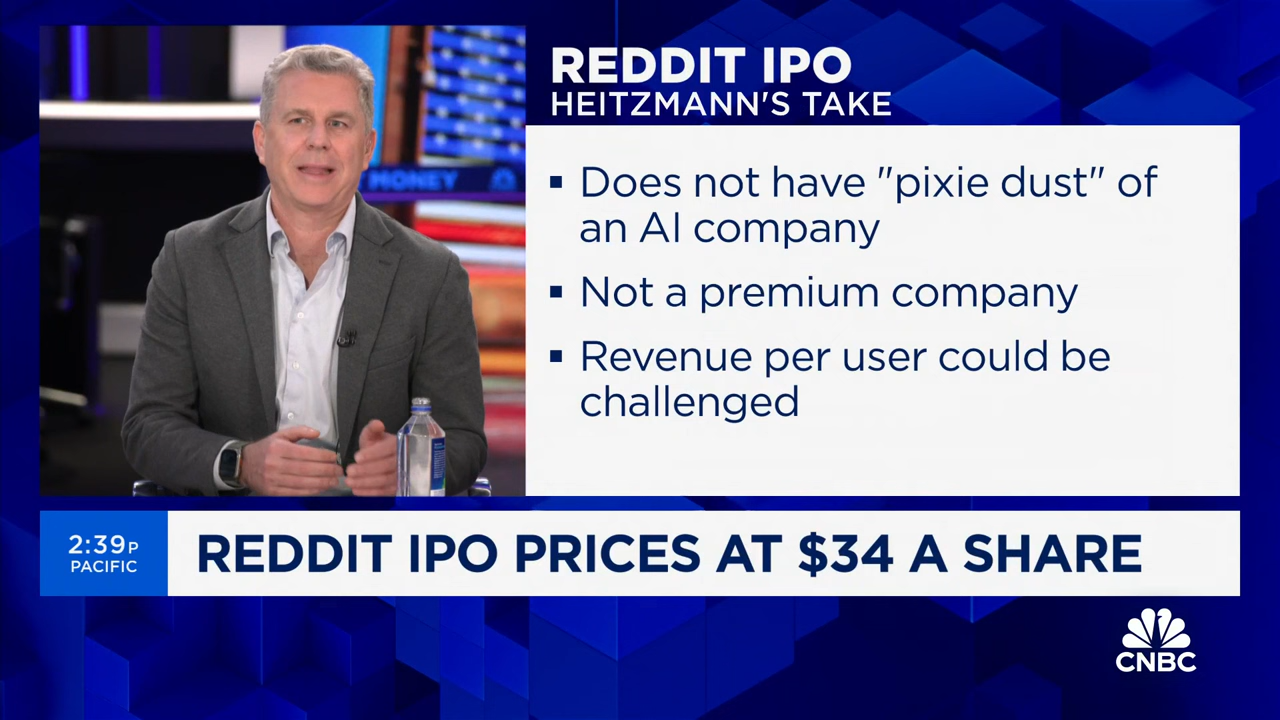 REDDIT IPO
HEITZMANN'S TAKE
▪ Does not have "pixie dust" of
an AI company
▪ Not a premium company
▪ Revenue per user could be
challenged
MONEY
2:39P
PACIFIC
REDDIT IPO PRICES AT $34 A SHARE
CNBC